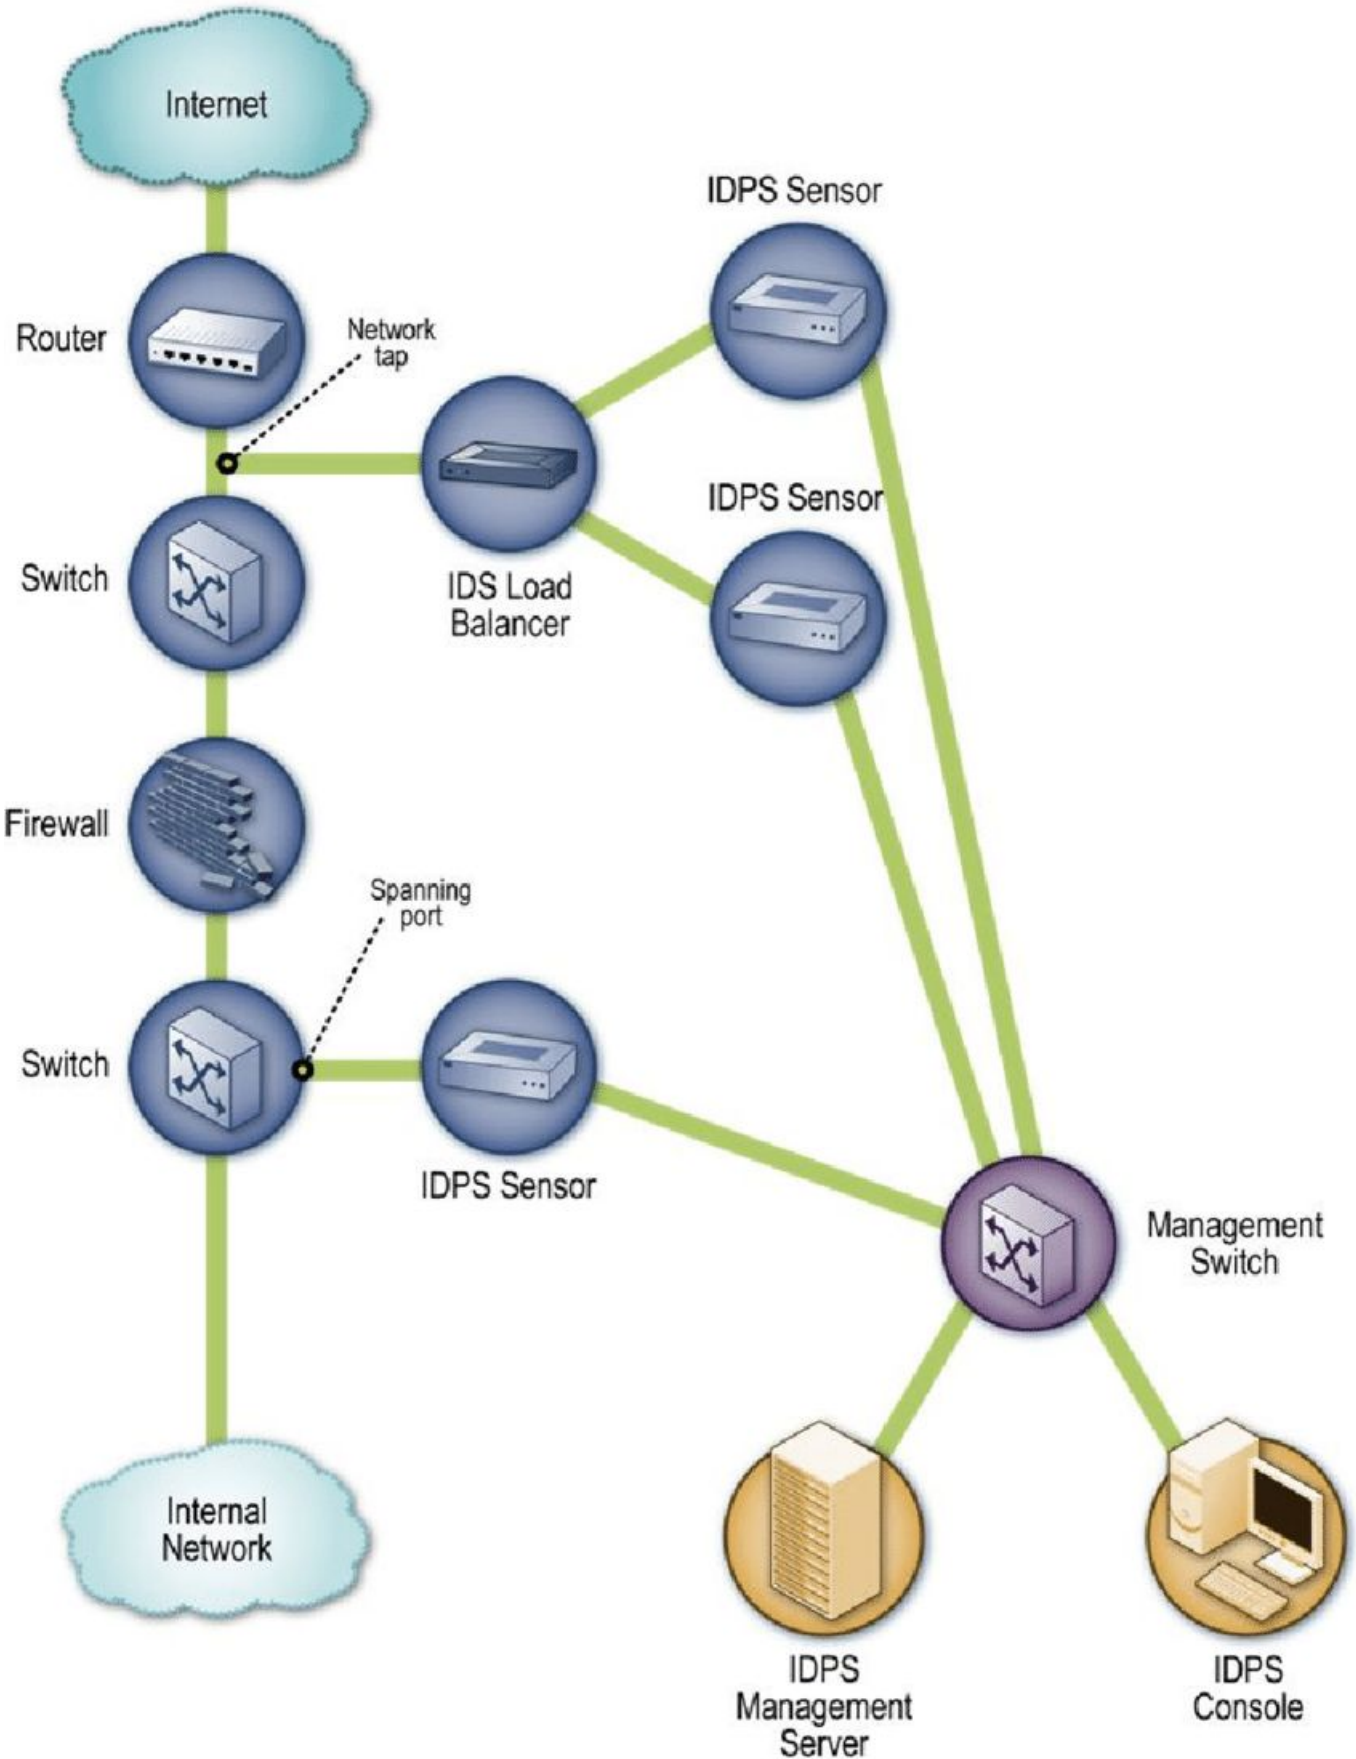 Internet
IDPS Sensor
Router
Network
tap
IDPS Sensor
Switch
IDS Load
Balancer
Firewall
Spanning
port
Switch
IDPS Sensor
Management
Switch
Internal
Network
IDPS
Management
Server
IDPS
Console